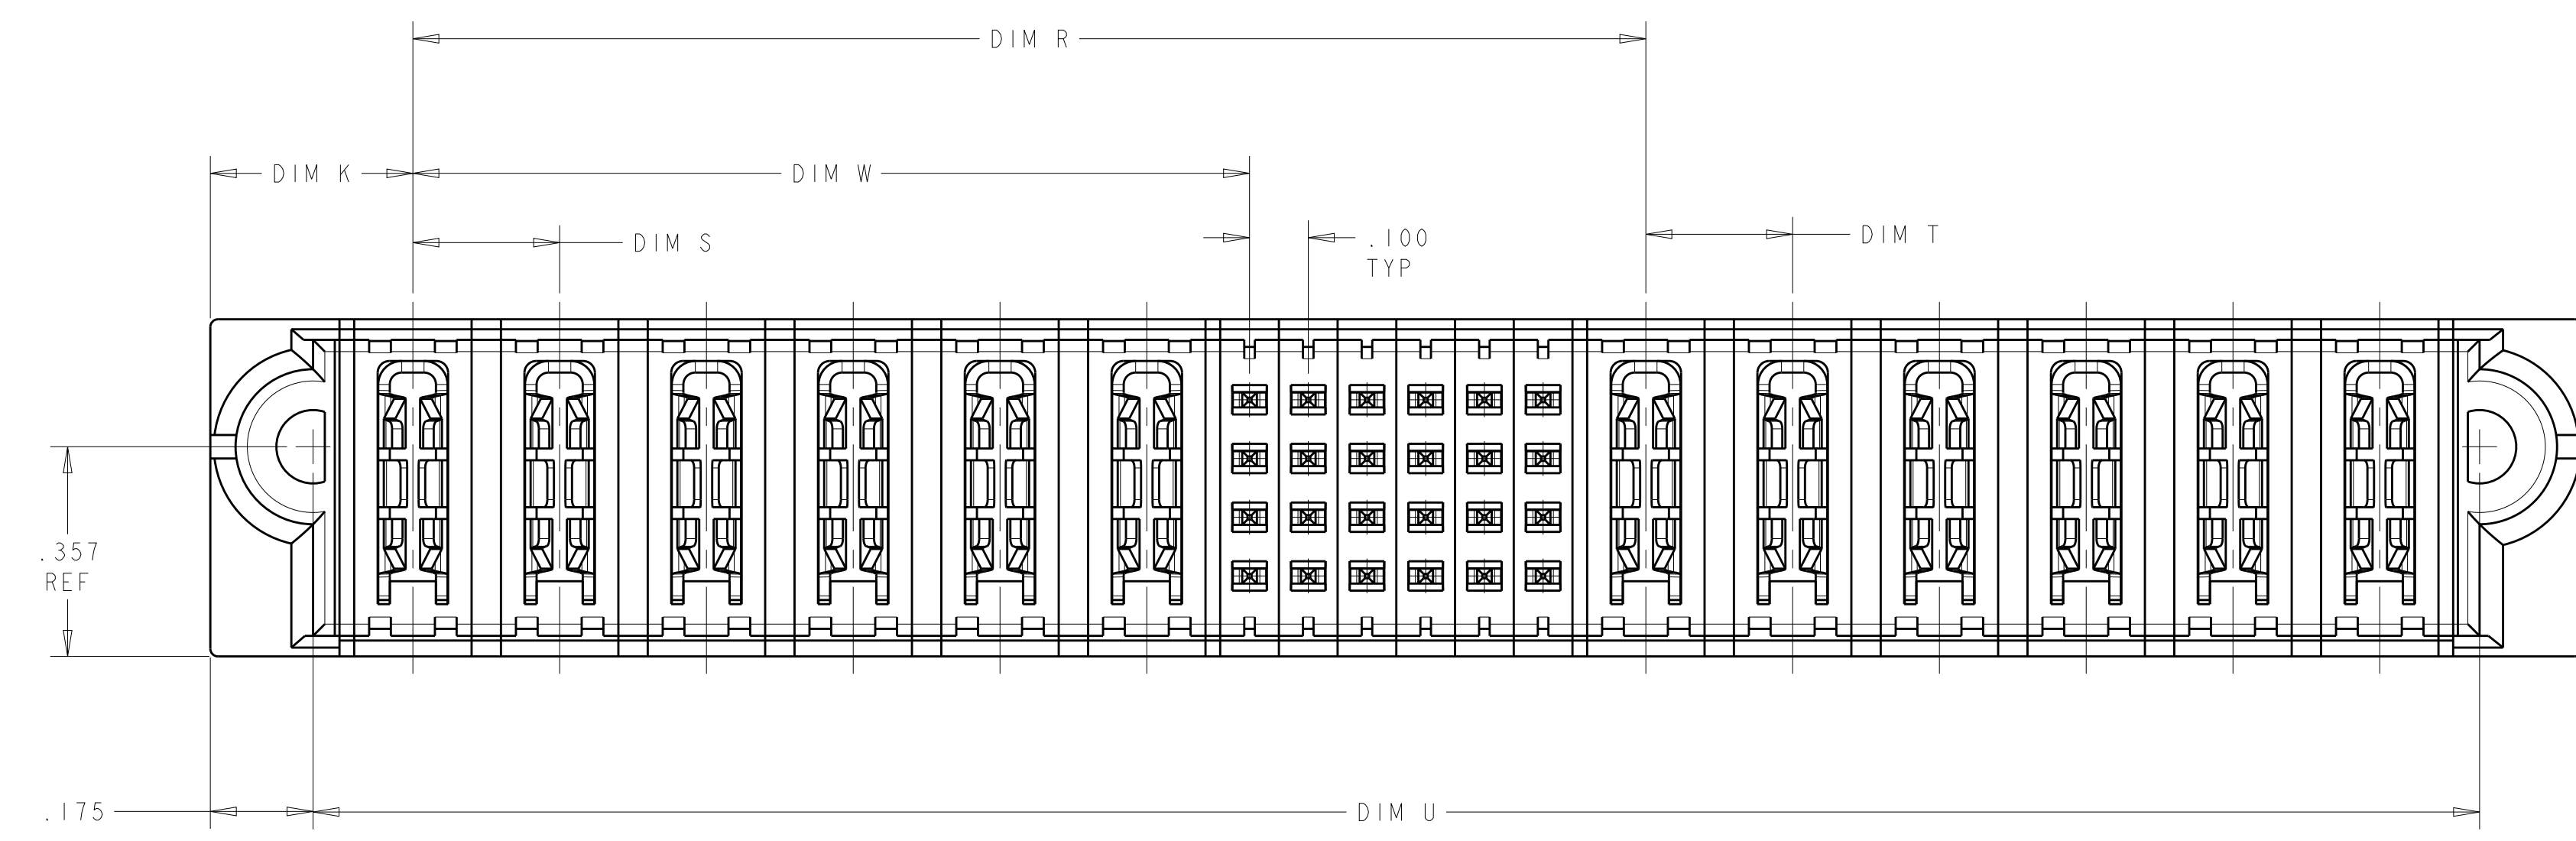 DIM R
DIM K
DIM W
DIM S
.100
TYP
DIM T
.357
REF
.175
DIM U